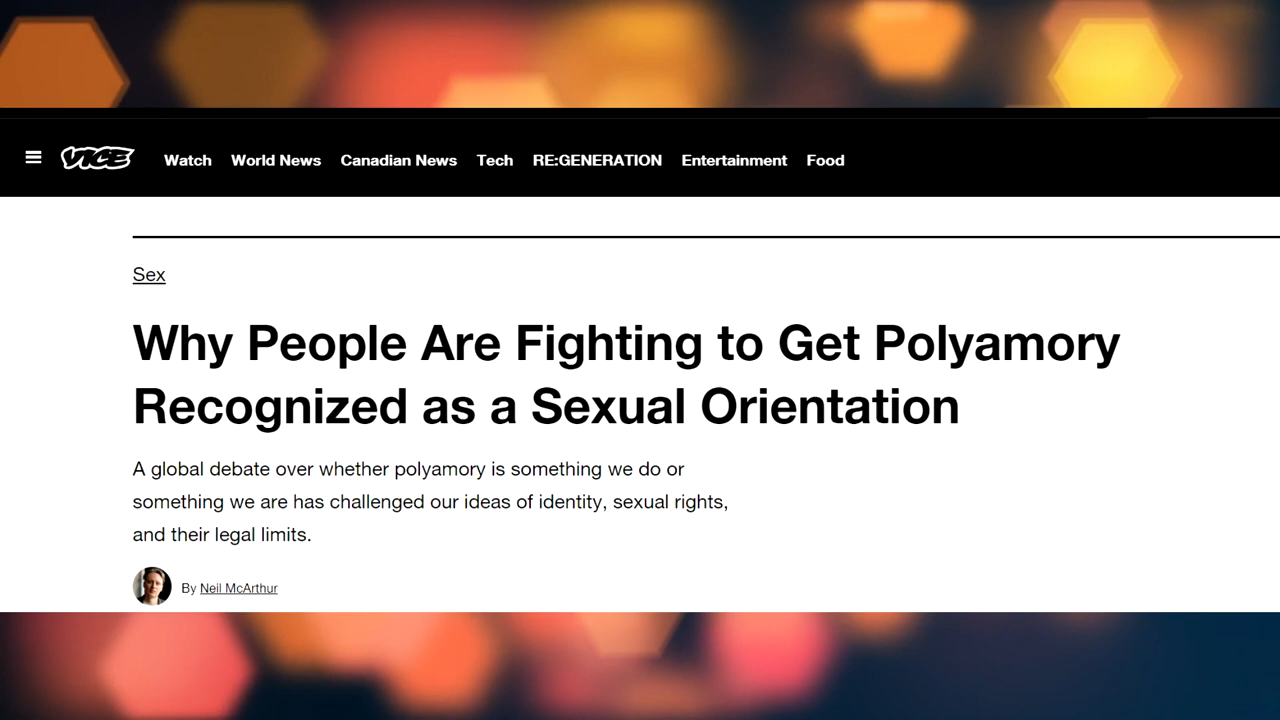 VICE Watch World News Canadian News Tech RE:GENERATION Entertainment Food
Sex
Why People Are Fighting to Get Polyamory
Recognized as a Sexual Orientation
A global debate over whether polyamory is something we do or
something we are has challenged our ideas of identity, sexual rights,
and their legal limits.
By Neil McArthur